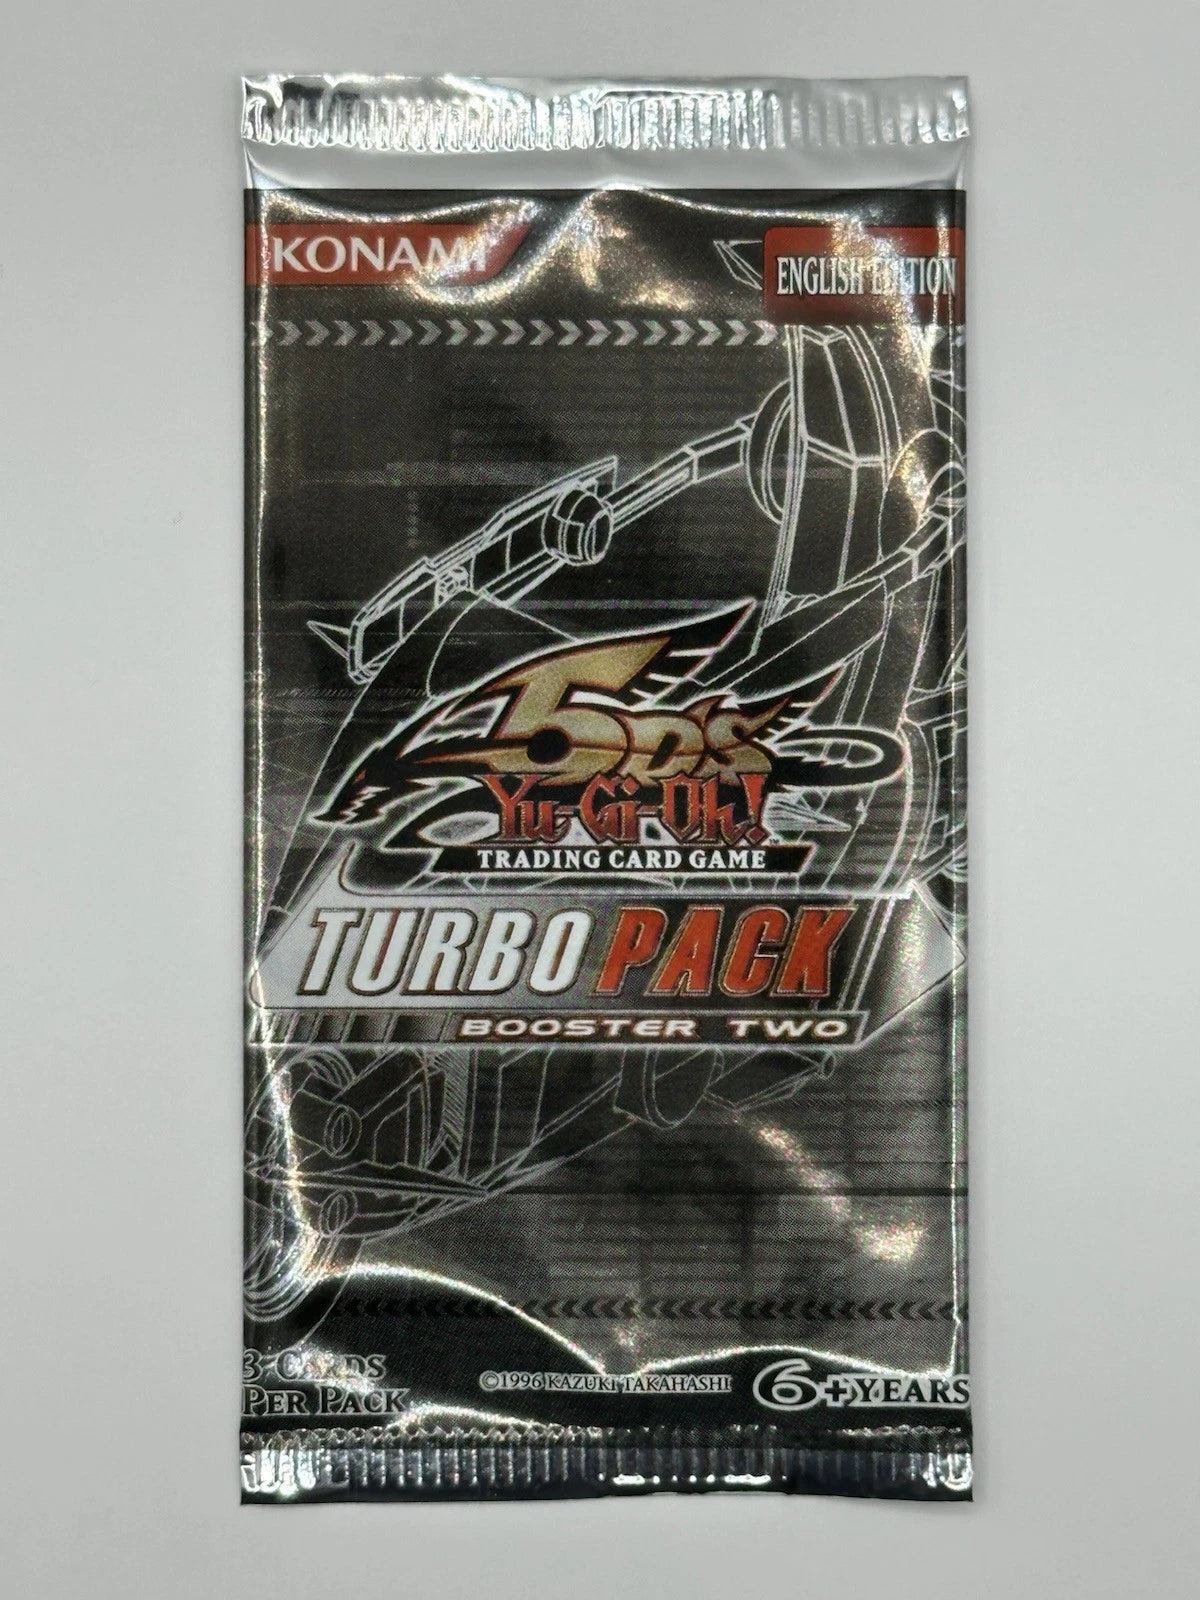 KONAMI
ENGLISH EDITION
5D's
Yu-Gi-Oh!
TRADING CARD GAME
TURBO PACK
BOOSTER TWO
3 CARDS
PER PACK
©1996 KAZUKI TAKAHASHI
6+YEARS